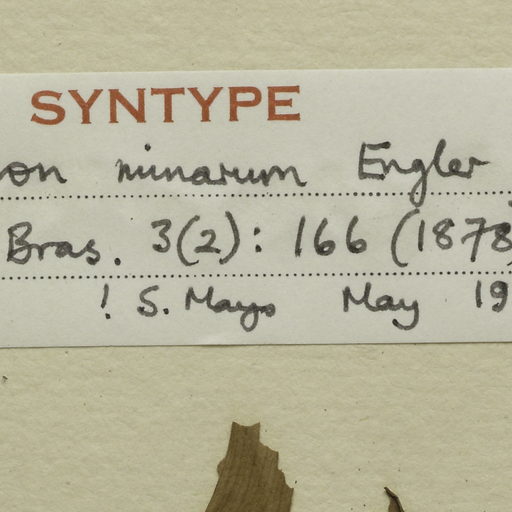 SYNTYPE
on minarum Engler
Bras. 3(2): 166 (1878)
! S. Mayo May 19